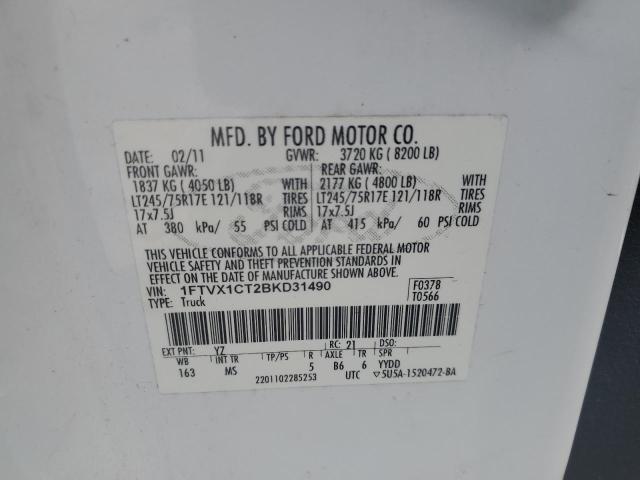 MFD. BY FORD MOTOR CO.
DATE: 02/11 GVWR: 3720 KG ( 8200 LB)
FRONT GAWR: REAR GAWR:
1837 KG ( 4050 LB) WITH 2177 KG ( 4800 LB) WITH
LT245/75R17E 121/118R TIRES LT245/75R17E 121/118R TIRES
17x7.5J RIMS 17x7.5J RIMS
AT 380 kPa/ 55 PSI COLD AT 415 kPa/ 60 PSI COLD
THIS VEHICLE CONFORMS TO ALL APPLICABLE FEDERAL MOTOR
VEHICLE SAFETY AND THEFT PREVENTION STANDARDS IN
EFFECT ON THE DATE OF MANUFACTURE SHOWN ABOVE.
VIN: 1FTVX1CT2BKD31490 F0378
TYPE: Truck T0566
EXT PNT: YZ RC: 21 DSO:
WB INT TR TP/PS R AXLE TR SPR
163 MS 5 B6 6 YYDD
2201102285253 UTC 5U5A-1520472-BA